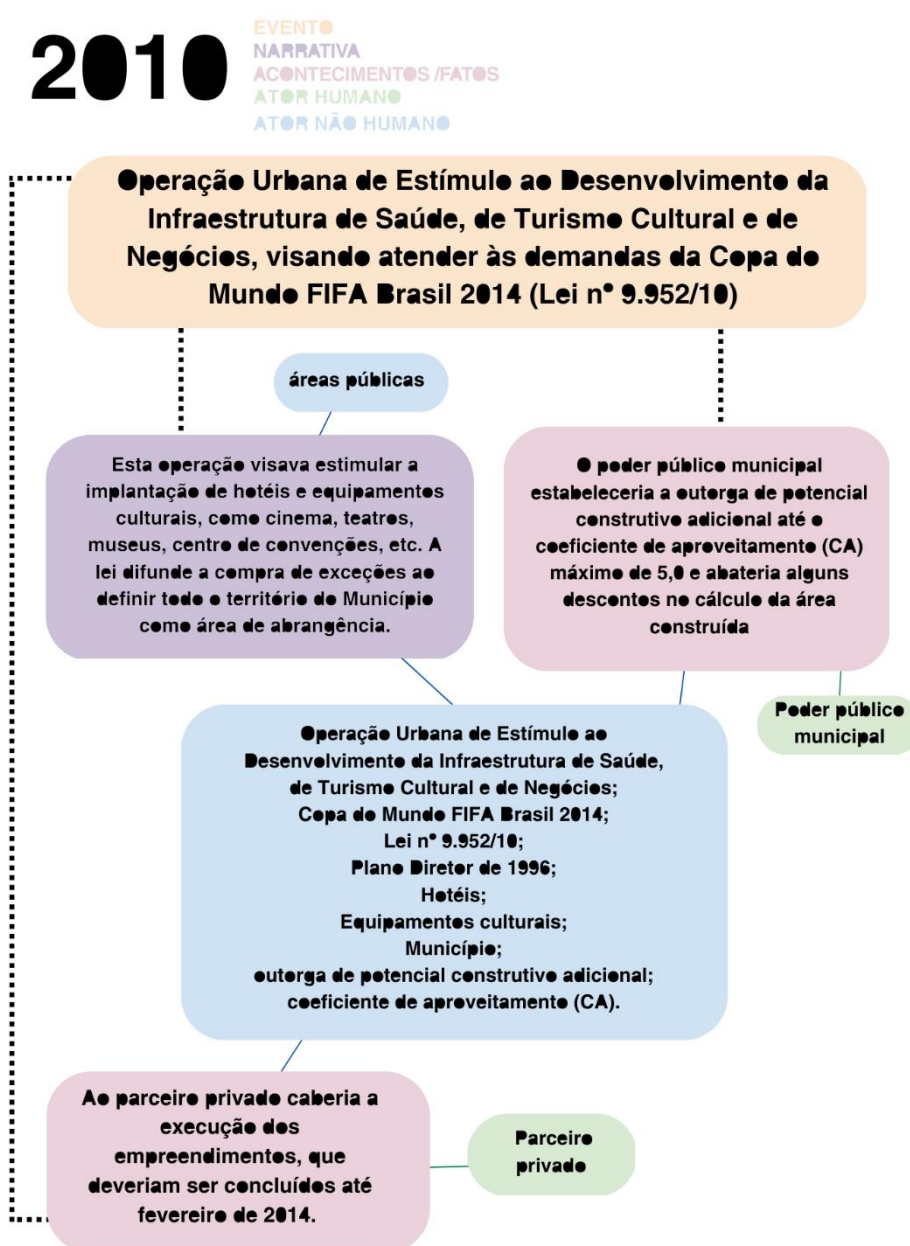 2010
EVENTO
NARRATIVA
ACONTECIMENTOS /FATOS
ATOR HUMANO
ATOR NÃO HUMANO
Operação Urbana de Estímulo ao Desenvolvimento da
Infraestrutura de Saúde, de Turismo Cultural e de
Negócios, visando atender às demandas da Copa do
Mundo FIFA Brasil 2014 (Lei n° 9.952/10)
áreas públicas
Esta operação visava estimular a
implantação de hotéis e equipamentos
culturais, como cinema, teatros,
museus, centro de convenções, etc. A
lei difunde a compra de exceções ao
definir todo o território do Município
como área de abrangência.
O poder público municipal
estabeleceria a outorga de potencial
construtivo adicional até o
coeficiente de aproveitamento (CA)
máximo de 5,0 e abateria alguns
descontos no cálculo da área
construída
Poder público
municipal
Operação Urbana de Estímulo ao
Desenvolvimento da Infraestrutura de Saúde,
de Turismo Cultural e de Negócios;
Copa do Mundo FIFA Brasil 2014;
Lei n° 9.952/10;
Plano Diretor de 1996;
Hotéis;
Equipamentos culturais;
Município;
outorga de potencial construtivo adicional;
coeficiente de aproveitamento (CA).
Ao parceiro privado caberia a
execução dos
empreendimentos, que
deveriam ser concluídos até
fevereiro de 2014.
Parceiro
privado